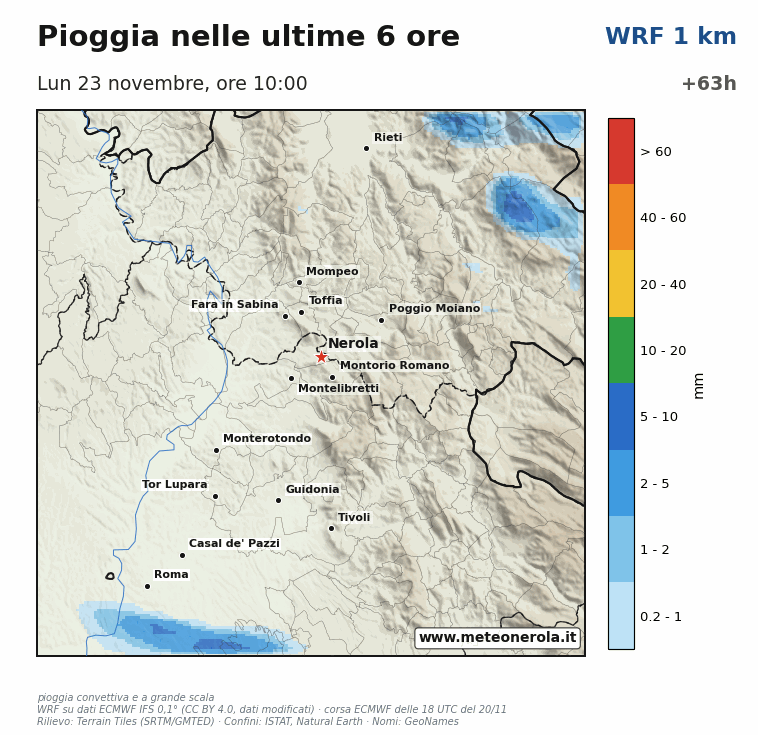 Pioggia nelle ultime 6 ore
WRF 1 km
Lun 23 novembre, ore 10:00
+63h
Rieti
Mompeo
Fara in Sabina
Toffia
Poggio Moiano
Nerola
Montorio Romano
Montelibretti
Monterotondo
Tor Lupara
Guidonia
Tivoli
Casal de' Pazzi
Roma
www.meteonerola.it
> 60
40 - 60
20 - 40
10 - 20
5 - 10
2 - 5
1 - 2
0.2 - 1
mm
pioggia convettiva e a grande scala
WRF su dati ECMWF IFS 0,1° (CC BY 4.0, dati modificati) · corsa ECMWF delle 18 UTC del 20/11
Rilievo: Terrain Tiles (SRTM/GMTED) · Confini: ISTAT, Natural Earth · Nomi: GeoNames